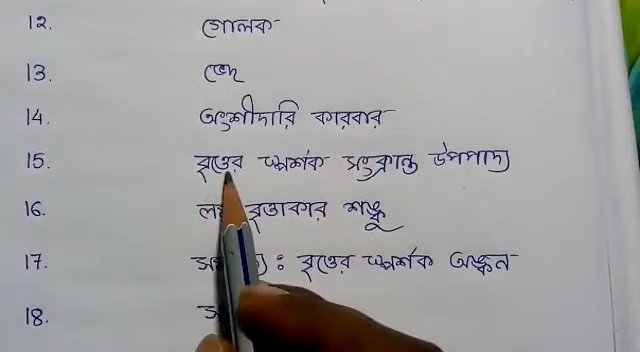 12. গোলক
13. ভেদ
14. অংশীদারি কারবার
15. বৃত্তের স্পর্শক সংক্রান্ত উপপাদ্য
16. বৃত্তাকার শঙ্কু
17. : বৃত্তের স্পর্শক অঙ্কন
18.